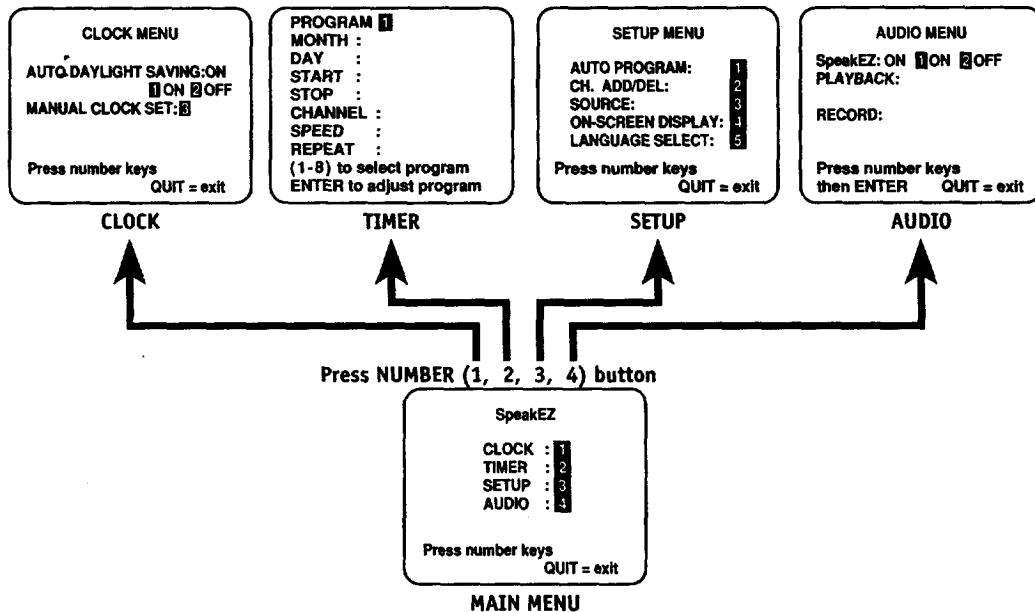 CLOCK MENU
AUTO DAYLIGHT SAVING:ON
1 ON 2 OFF
MANUAL CLOCK SET:3
Press number keys
QUIT = exit
CLOCK
PROGRAM 1
MONTH :
DAY :
START :
STOP :
CHANNEL :
SPEED :
REPEAT :
(1-8) to select program
ENTER to adjust program
TIMER
SETUP MENU
AUTO PROGRAM: 1
CH. ADD/DEL: 2
SOURCE: 3
ON-SCREEN DISPLAY: 4
LANGUAGE SELECT: 5
Press number keys
QUIT = exit
SETUP
AUDIO MENU
SpeakEZ: ON 1 ON 2 OFF
PLAYBACK:
RECORD:
Press number keys
then ENTER QUIT = exit
AUDIO
Press NUMBER (1, 2, 3, 4) button
SpeakEZ
CLOCK : 1
TIMER : 2
SETUP : 3
AUDIO : 4
Press number keys
QUIT = exit
MAIN MENU